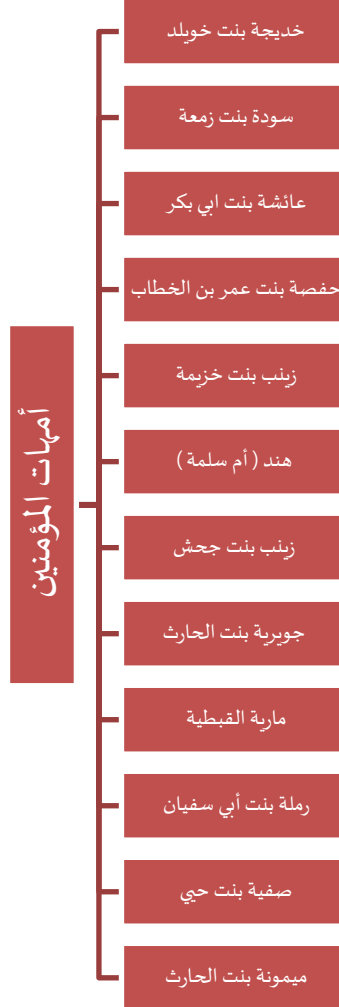 أمهات المؤمنين
خديجة بنت خويلد
سودة بنت زمعة
عائشة بنت ابي بكر
حفصة بنت عمر بن الخطاب
زينب بنت خزيمة
هند ( أم سلمة )
زينب بنت جحش
جويرية بنت الحارث
مارية القبطية
رملة بنت أبي سفيان
صفية بنت حيي
ميمونة بنت الحارث